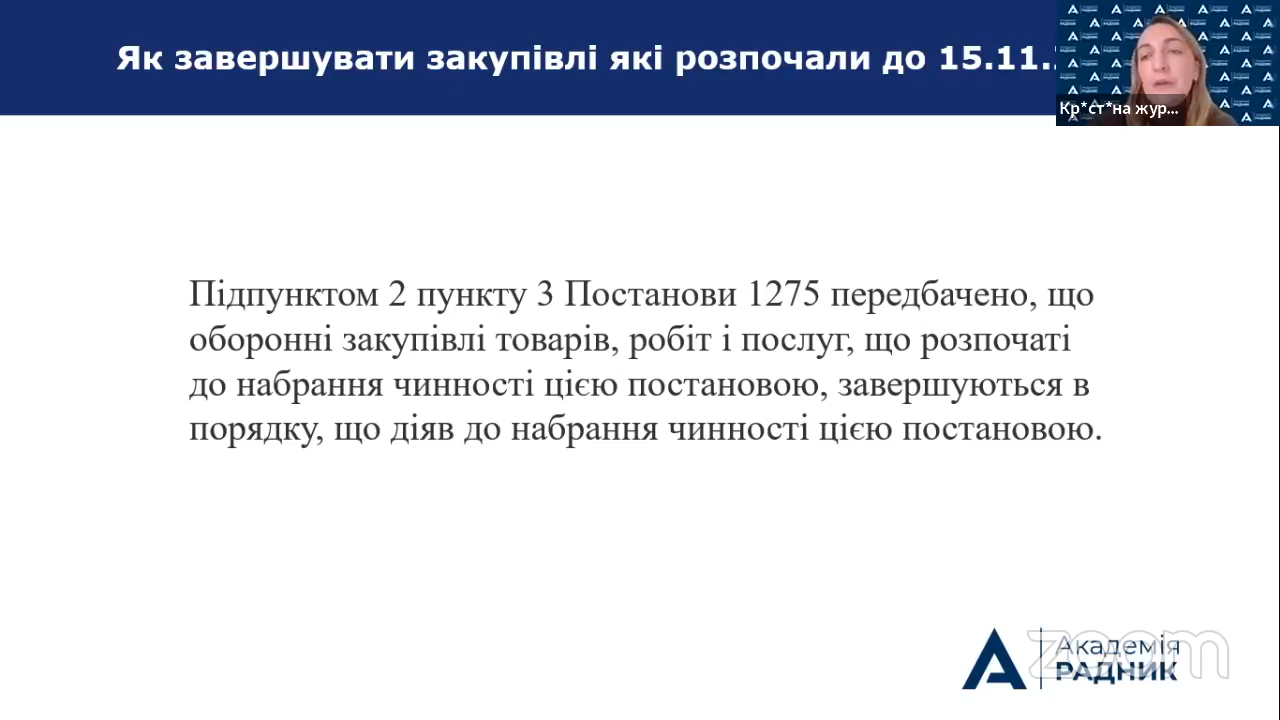 Як завершувати закупівлі які розпочали до 15.11.
Кр*ст*на жур...
Підпунктом 2 пункту 3 Постанови 1275 передбачено, що
оборонні закупівлі товарів, робіт і послуг, що розпочаті
до набрання чинності цією постановою, завершуються в
порядку, що діяв до набрання чинності цією постановою.
Академія
РАДНИК
zoom